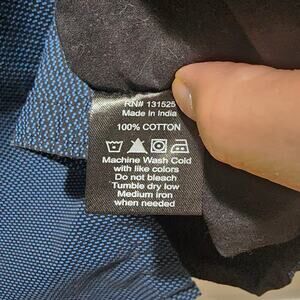 RN# 131525
Made in India
100% COTTON
Machine Wash Cold
with like colors
Do not bleach
Tumble dry low
Medium iron
when needed